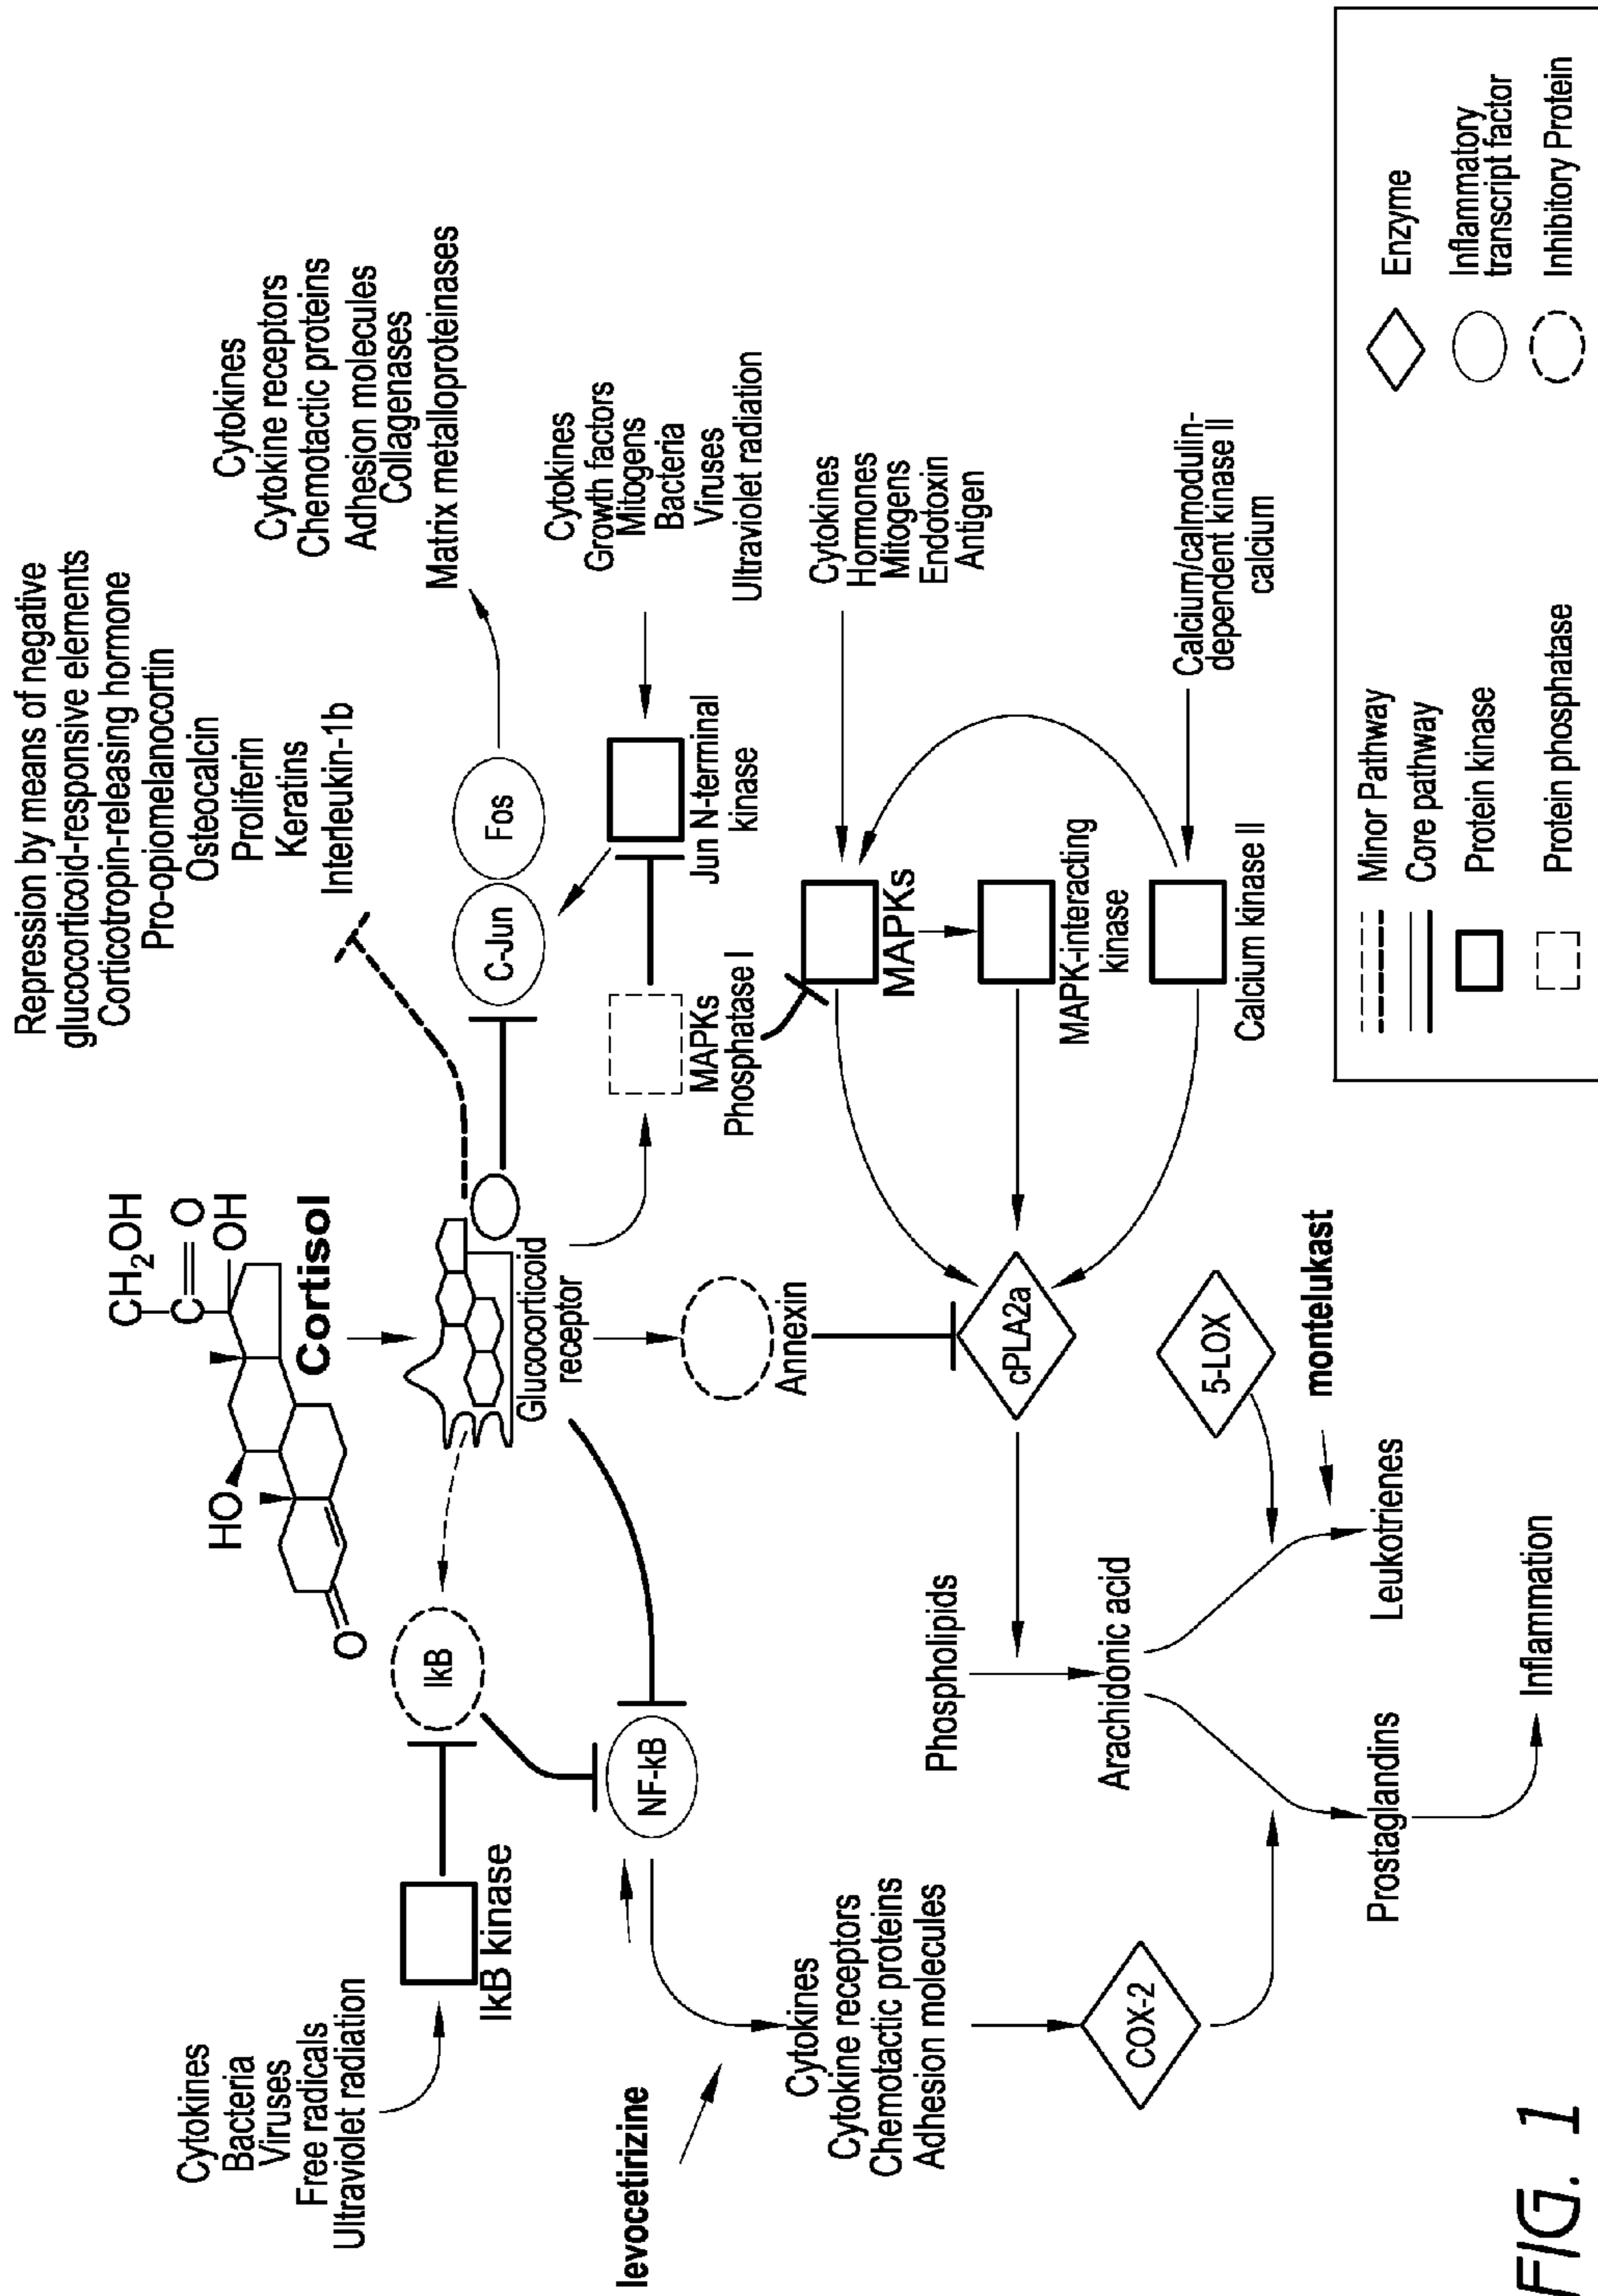 Repression by means of negative
glucocorticoid-responsive elements
Corticotropin-releasing hormone
Pro-opiomelanocortin
Osteocalcin
Proliferin
Keratins
Interleukin-1b
CH2OH
C
O
OH
HO
O
Cortisol
Cytokines
Bacteria
Viruses
Free radicals
Ultraviolet radiation
IkB kinase
IkB
Glucocorticoid
receptor
C-Jun
Fos
Cytokines
Cytokine receptors
Chemotactic proteins
Adhesion molecules
Collagenases
Matrix metalloproteinases
NF-kB
MAPKs
Phosphatase I
Jun N-terminal
kinase
Cytokines
Growth factors
Mitogens
Bacteria
Viruses
Ultraviolet radiation
levocetirizine
Annexin
Cytokines
Cytokine receptors
Chemotactic proteins
Adhesion molecules
MAPKs
Cytokines
Hormones
Mitogens
Endotoxin
Antigen
Phospholipids
cPLA2a
MAPK-interacting
kinase
COX-2
Arachidonic acid
5-LOX
Calcium kinase II
Calcium/calmodulin-
dependent kinase II
calcium
montelukast
Prostaglandins
Leukotrienes
Inflammation
Minor Pathway
Core pathway
Protein kinase
Protein phosphatase
Enzyme
Inflammatory
transcript factor
Inhibitory Protein
FIG. 1